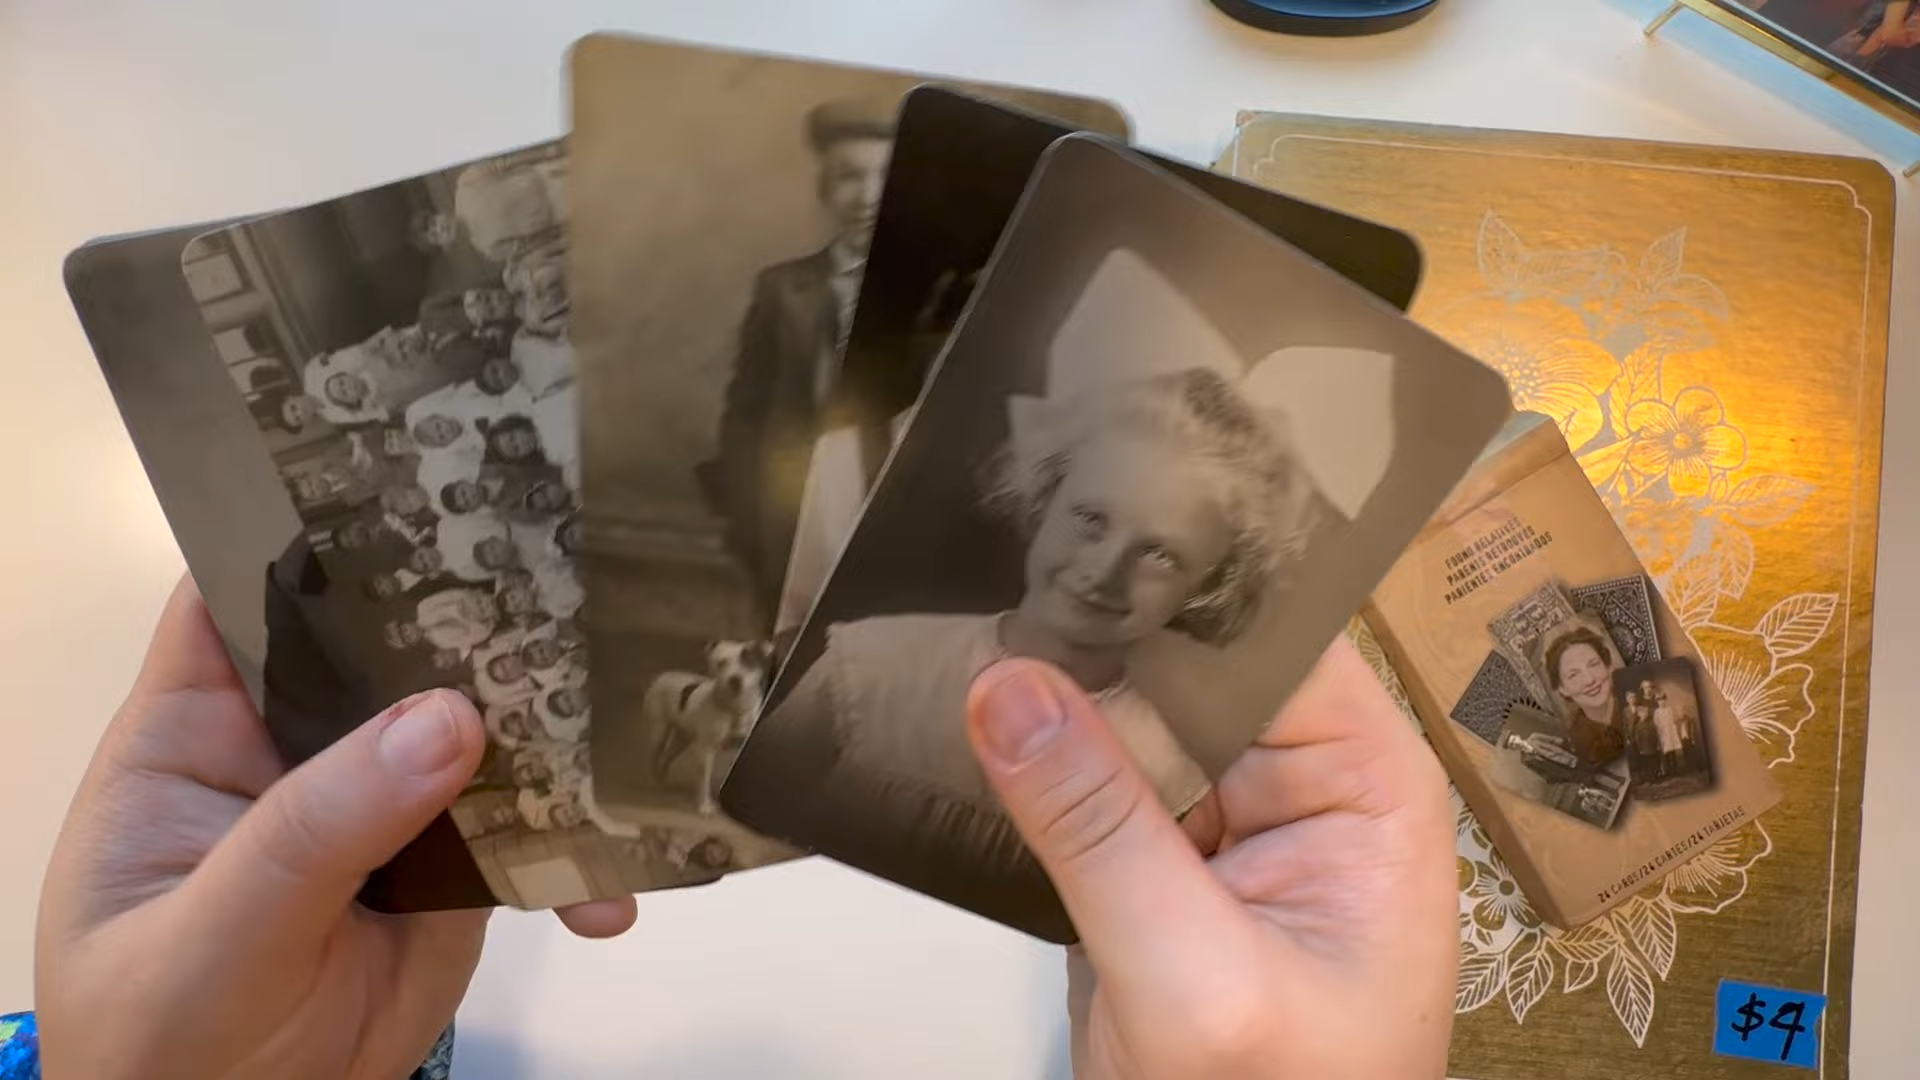 FOUND RELATIVES
PARENTS RETROUVÉS
PARIENTES ENCONTRADOS
24 CARDS/24 CARTES/24 TARJETAS
$4